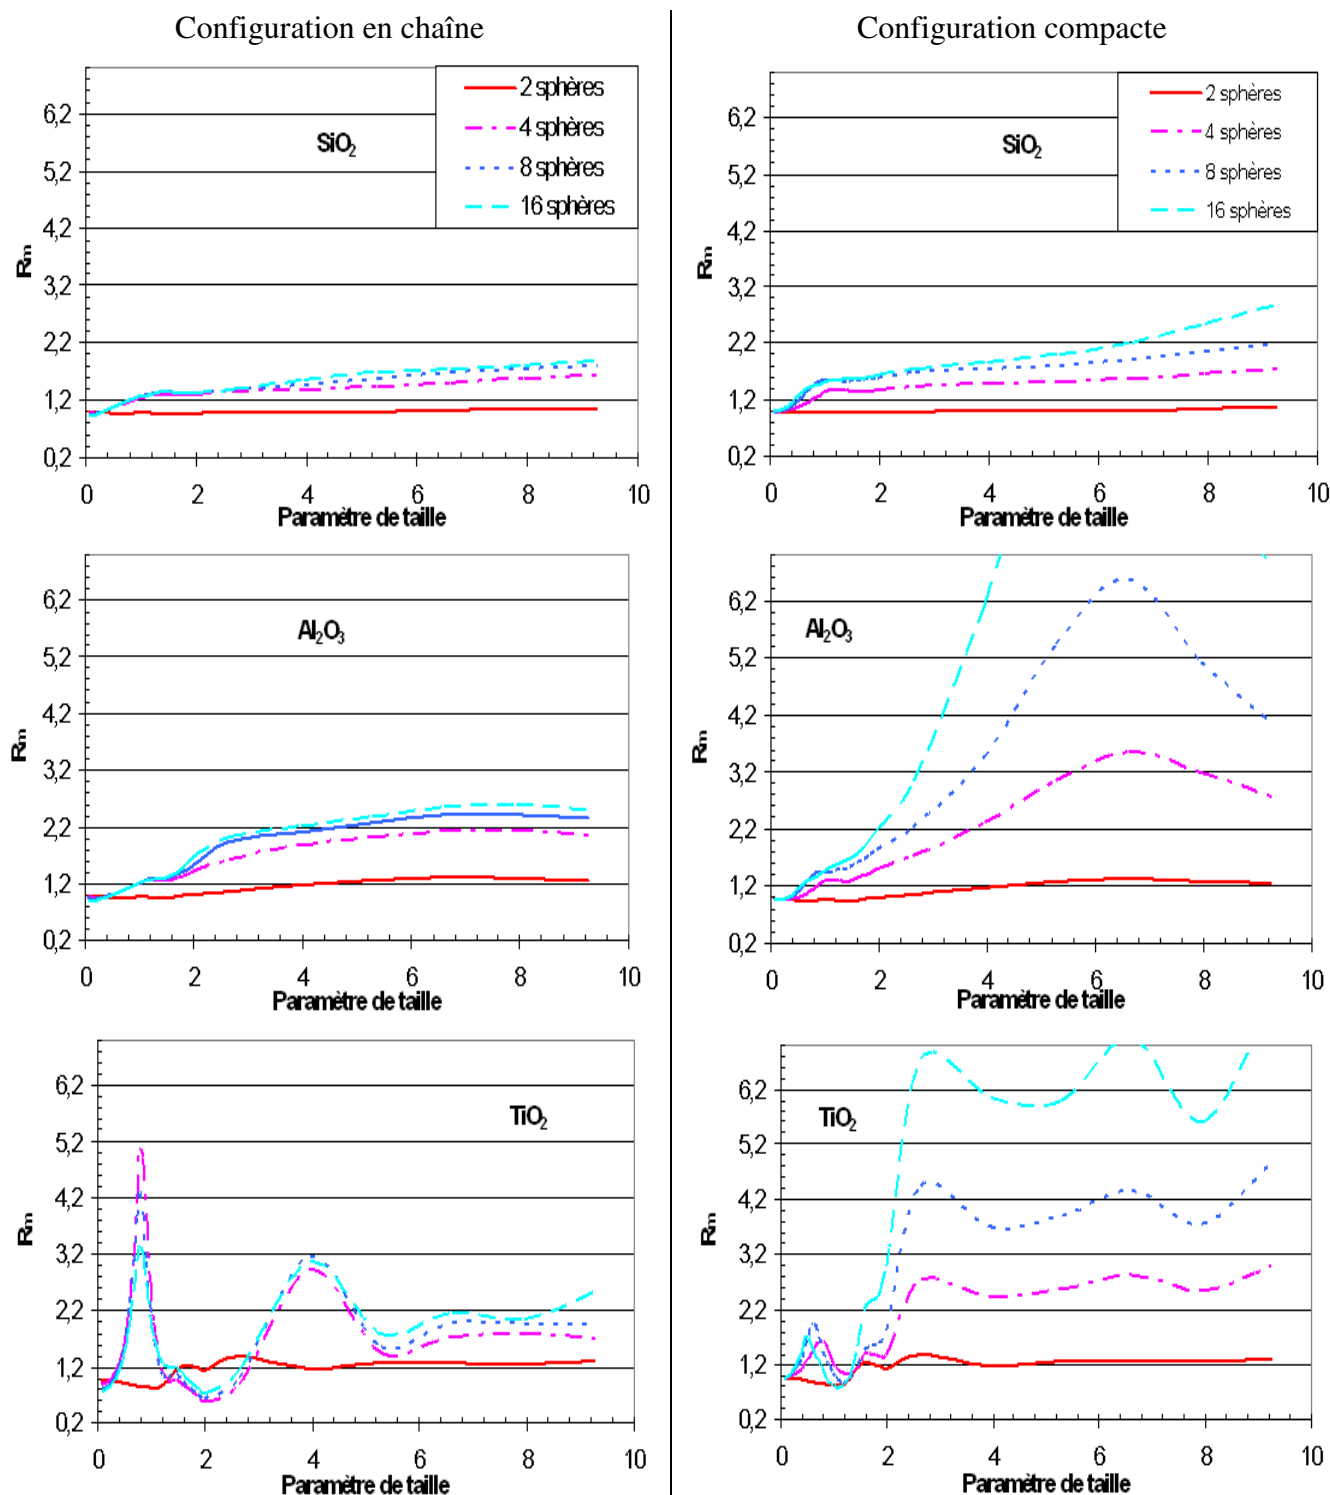 Configuration en chaîne
Configuration compacte
2 sphères
4 sphères
8 sphères
16 sphères
SiO2
6,2
5,2
4,2
3,2
2,2
1,2
0,2
Rm
0 2 4 6 8 10
Paramètre de taille
2 sphères
4 sphères
8 sphères
16 sphères
SiO2
6,2
5,2
4,2
3,2
2,2
1,2
0,2
Rm
0 2 4 6 8 10
Paramètre de taille
Al2O3
6,2
5,2
4,2
3,2
2,2
1,2
0,2
Rm
0 2 4 6 8 10
Paramètre de taille
Al2O3
6,2
5,2
4,2
3,2
2,2
1,2
0,2
Rm
0 2 4 6 8 10
Paramètre de taille
TiO2
6,2
5,2
4,2
3,2
2,2
1,2
0,2
Rm
0 2 4 6 8 10
Paramètre de taille
TiO2
6,2
5,2
4,2
3,2
2,2
1,2
0,2
Rm
0 2 4 6 8 10
Paramètre de taille